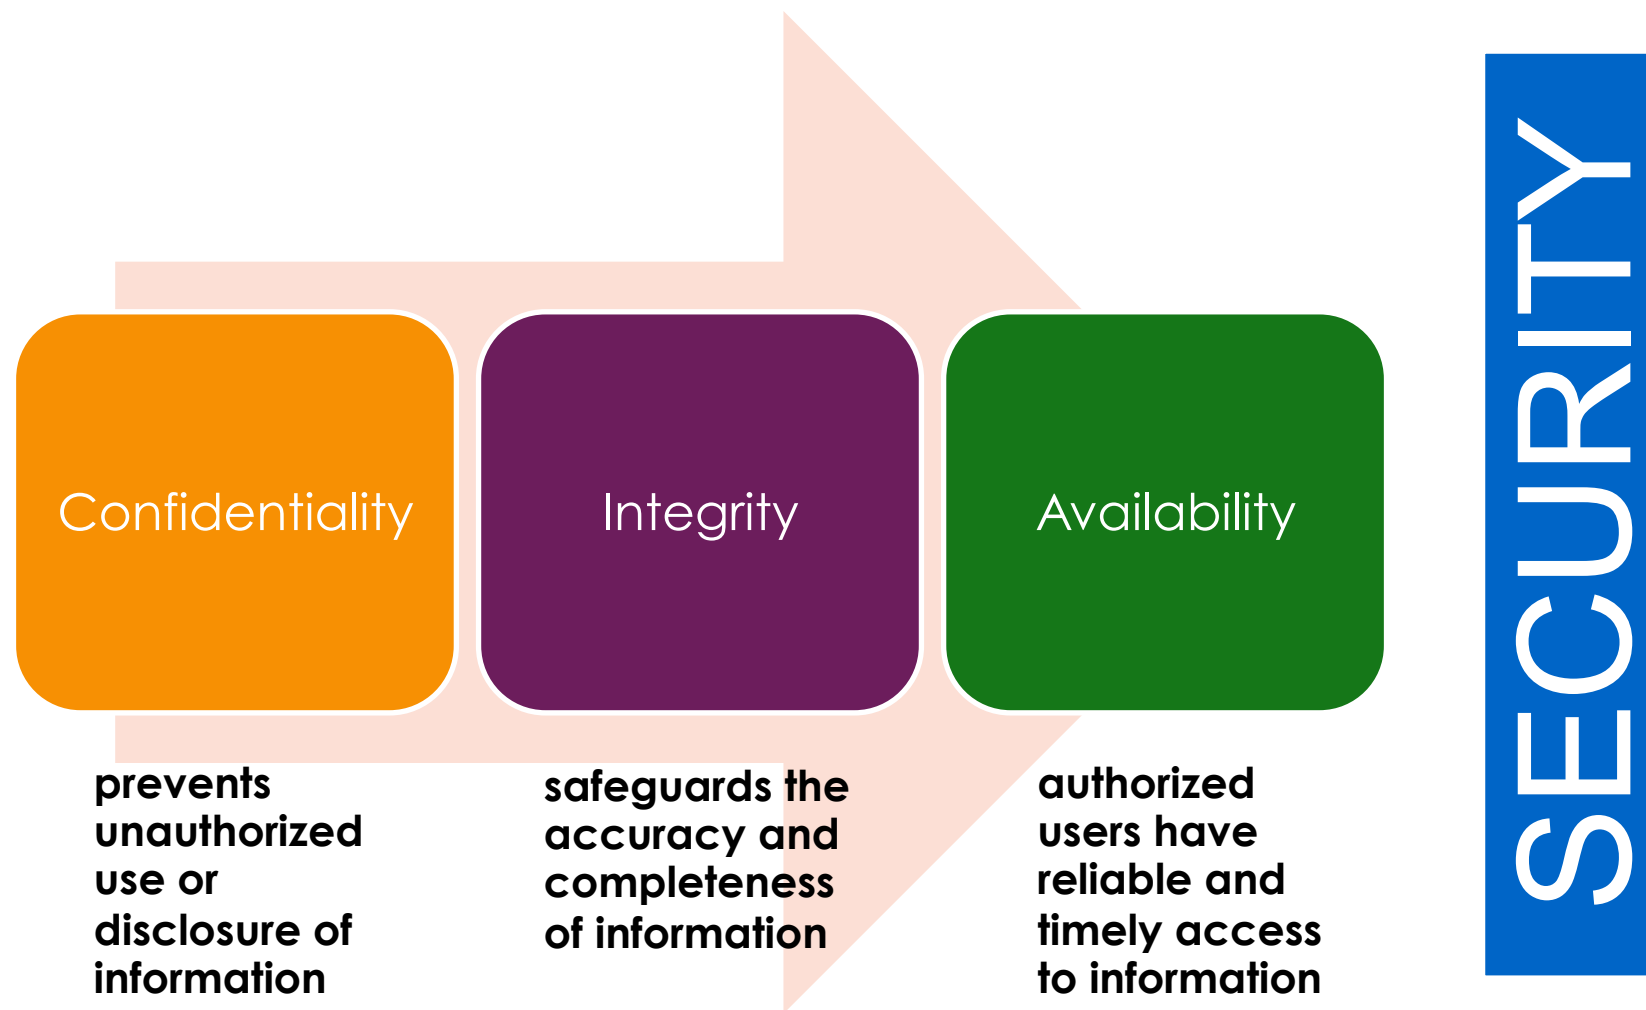 Confidentiality
Integrity
Availability
prevents
unauthorized
use or
disclosure of
information
safeguards the
accuracy and
completeness
of information
authorized
users have
reliable and
timely access
to information
SECURITY